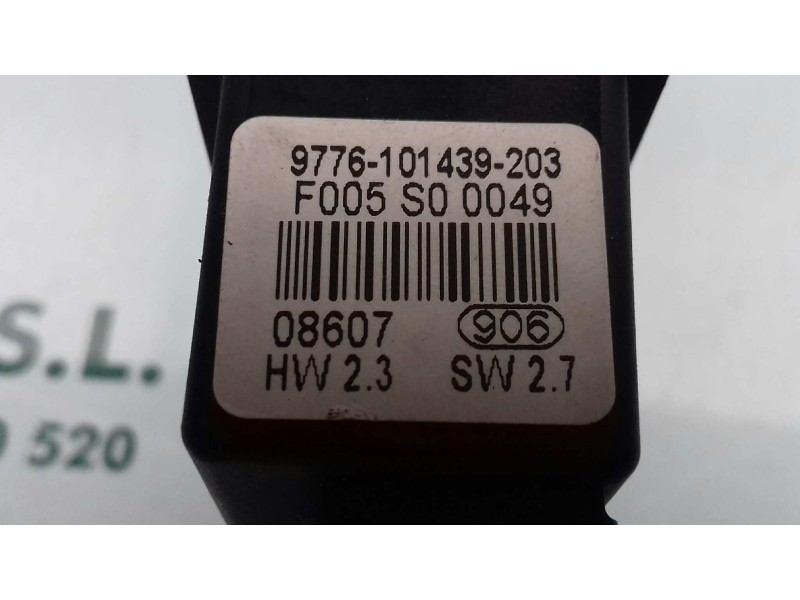 9776-101439-203
F005 S0 0049
08607 906
HW 2.3 SW 2.7
S.L.
520